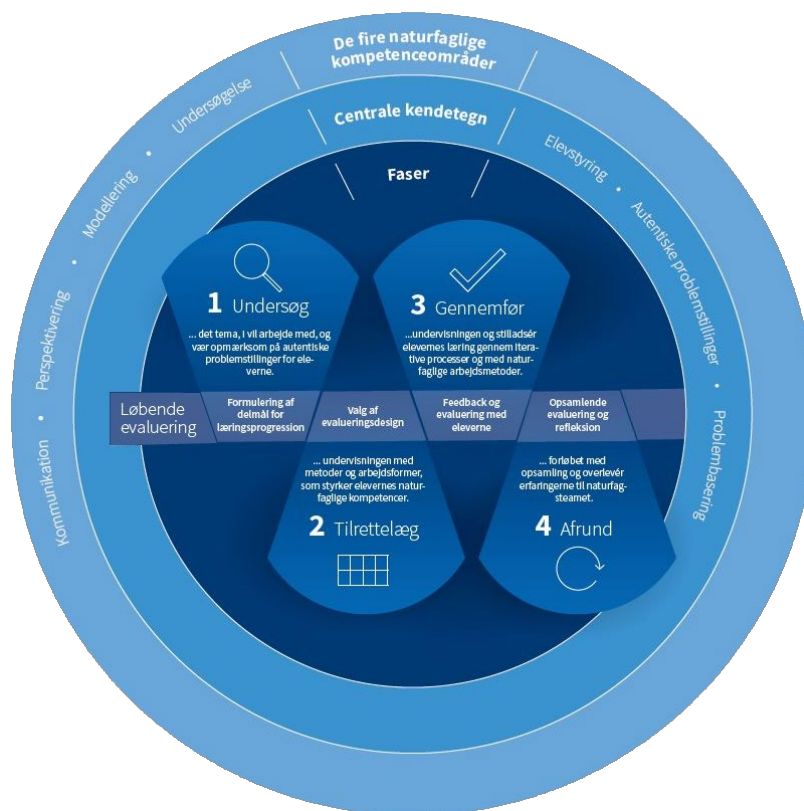 De fire naturfaglige
kompetenceområder
Centrale kendetegn
Faser
Kommunikation • Perspektivering • Modellering • Undersøgelse
Elevstyring • Autentiske problemstillinger • Problembasering
1 Undersøg
... det tema, i vil arbejde med, og
vær opmærksom på autentiske
problemstillinger for ele-
verne.
3 Gennemfør
...undervisningen og stilladsér
elevernes læring gennem itera-
tive processer og med natur-
faglige arbejdsmetoder.
Løbende
evaluering
Formulering af
delmål for
læringsprogression
Valg af
evalueringsdesign
Feedback og
evaluering med
eleverne
Opsamlende
evaluering og
refleksion
... undervisningen med
metoder og arbejdsformer,
som styrker elevernes natur-
faglige kompetencer.
2 Tilrettelæg
... forløbet med
opsamling og overlevér
erfaringerne til naturfag-
steamet.
4 Afrund